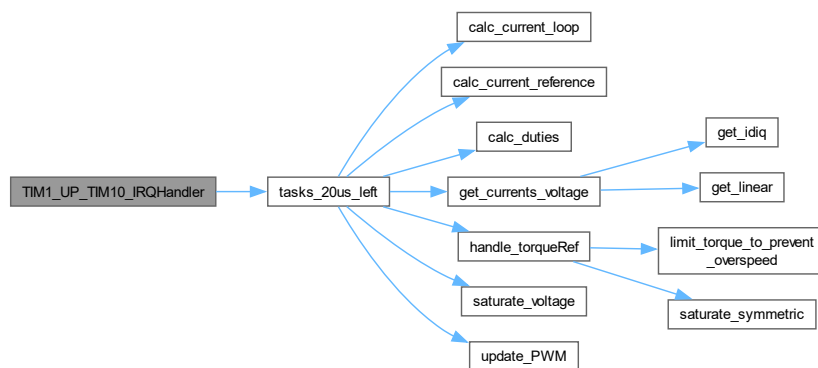 calc_current_loop
calc_current_reference
get_idiq
calc_duties
TIM1_UP_TIM10_IRQHandler
tasks_20us_left
get_currents_voltage
get_linear
handle_torqueRef
limit_torque_to_prevent
_overspeed
saturate_voltage
saturate_symmetric
update_PWM